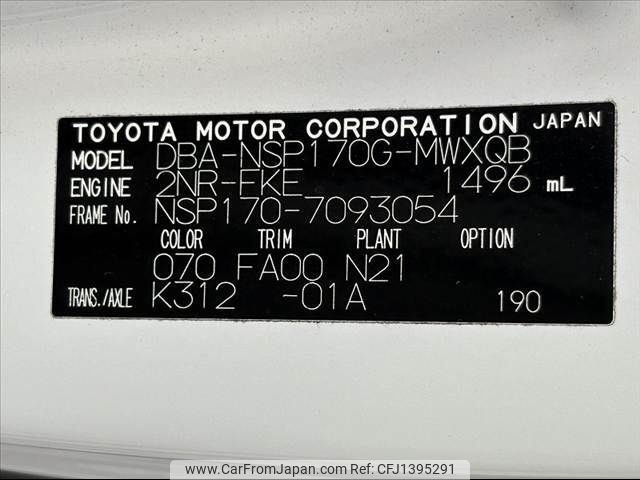 TOYOTA MOTOR CORPORATION JAPAN
MODEL DBA-NSP170G-MWXQB
ENGINE 2NR-FKE 1496 mL
FRAME No. NSP170-7093054
COLOR TRIM PLANT OPTION
070 FA00 N21
TRANS./AXLE K312 -01A 190
www.CarFromJapan.com - CFJ1395291